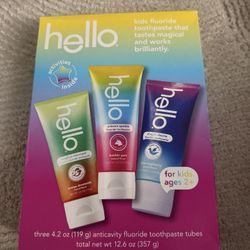 hello
kids fluoride
toothpaste that
tastes magical
and works
brilliantly.
activities
inside
hello
hello
hello
for kids
ages 2+
three 4.2 oz (119 g) anticavity fluoride toothpaste tubes
total net wt 12.6 oz (357 g)